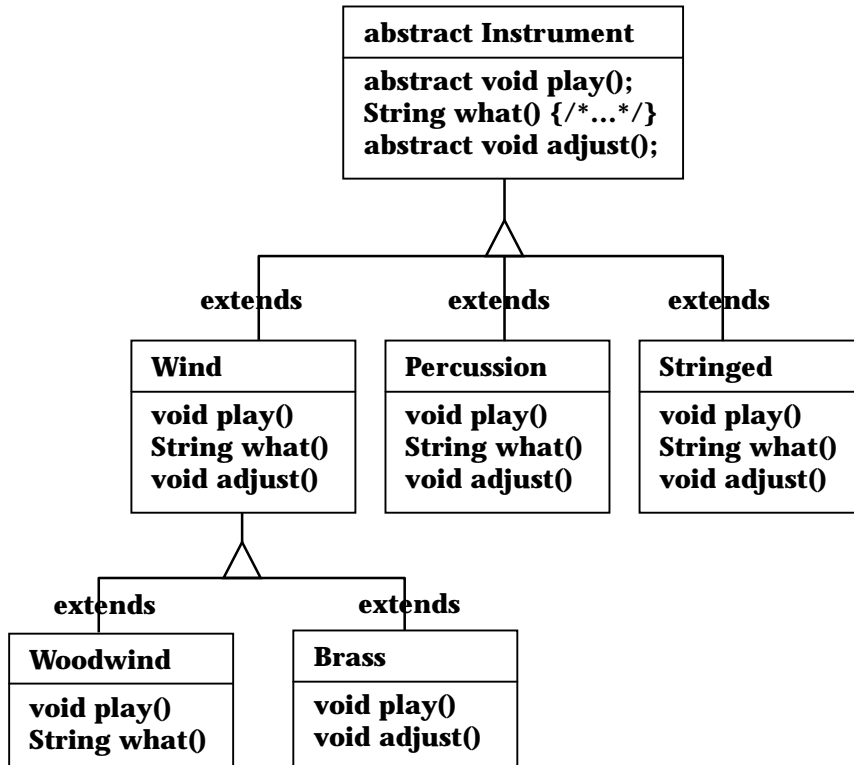 abstract Instrument
abstract void play();
String what() {/*...*/}
abstract void adjust();
extends
extends
extends
Wind
void play()
String what()
void adjust()
Percussion
void play()
String what()
void adjust()
Stringed
void play()
String what()
void adjust()
extends
extends
Woodwind
void play()
String what()
Brass
void play()
void adjust()